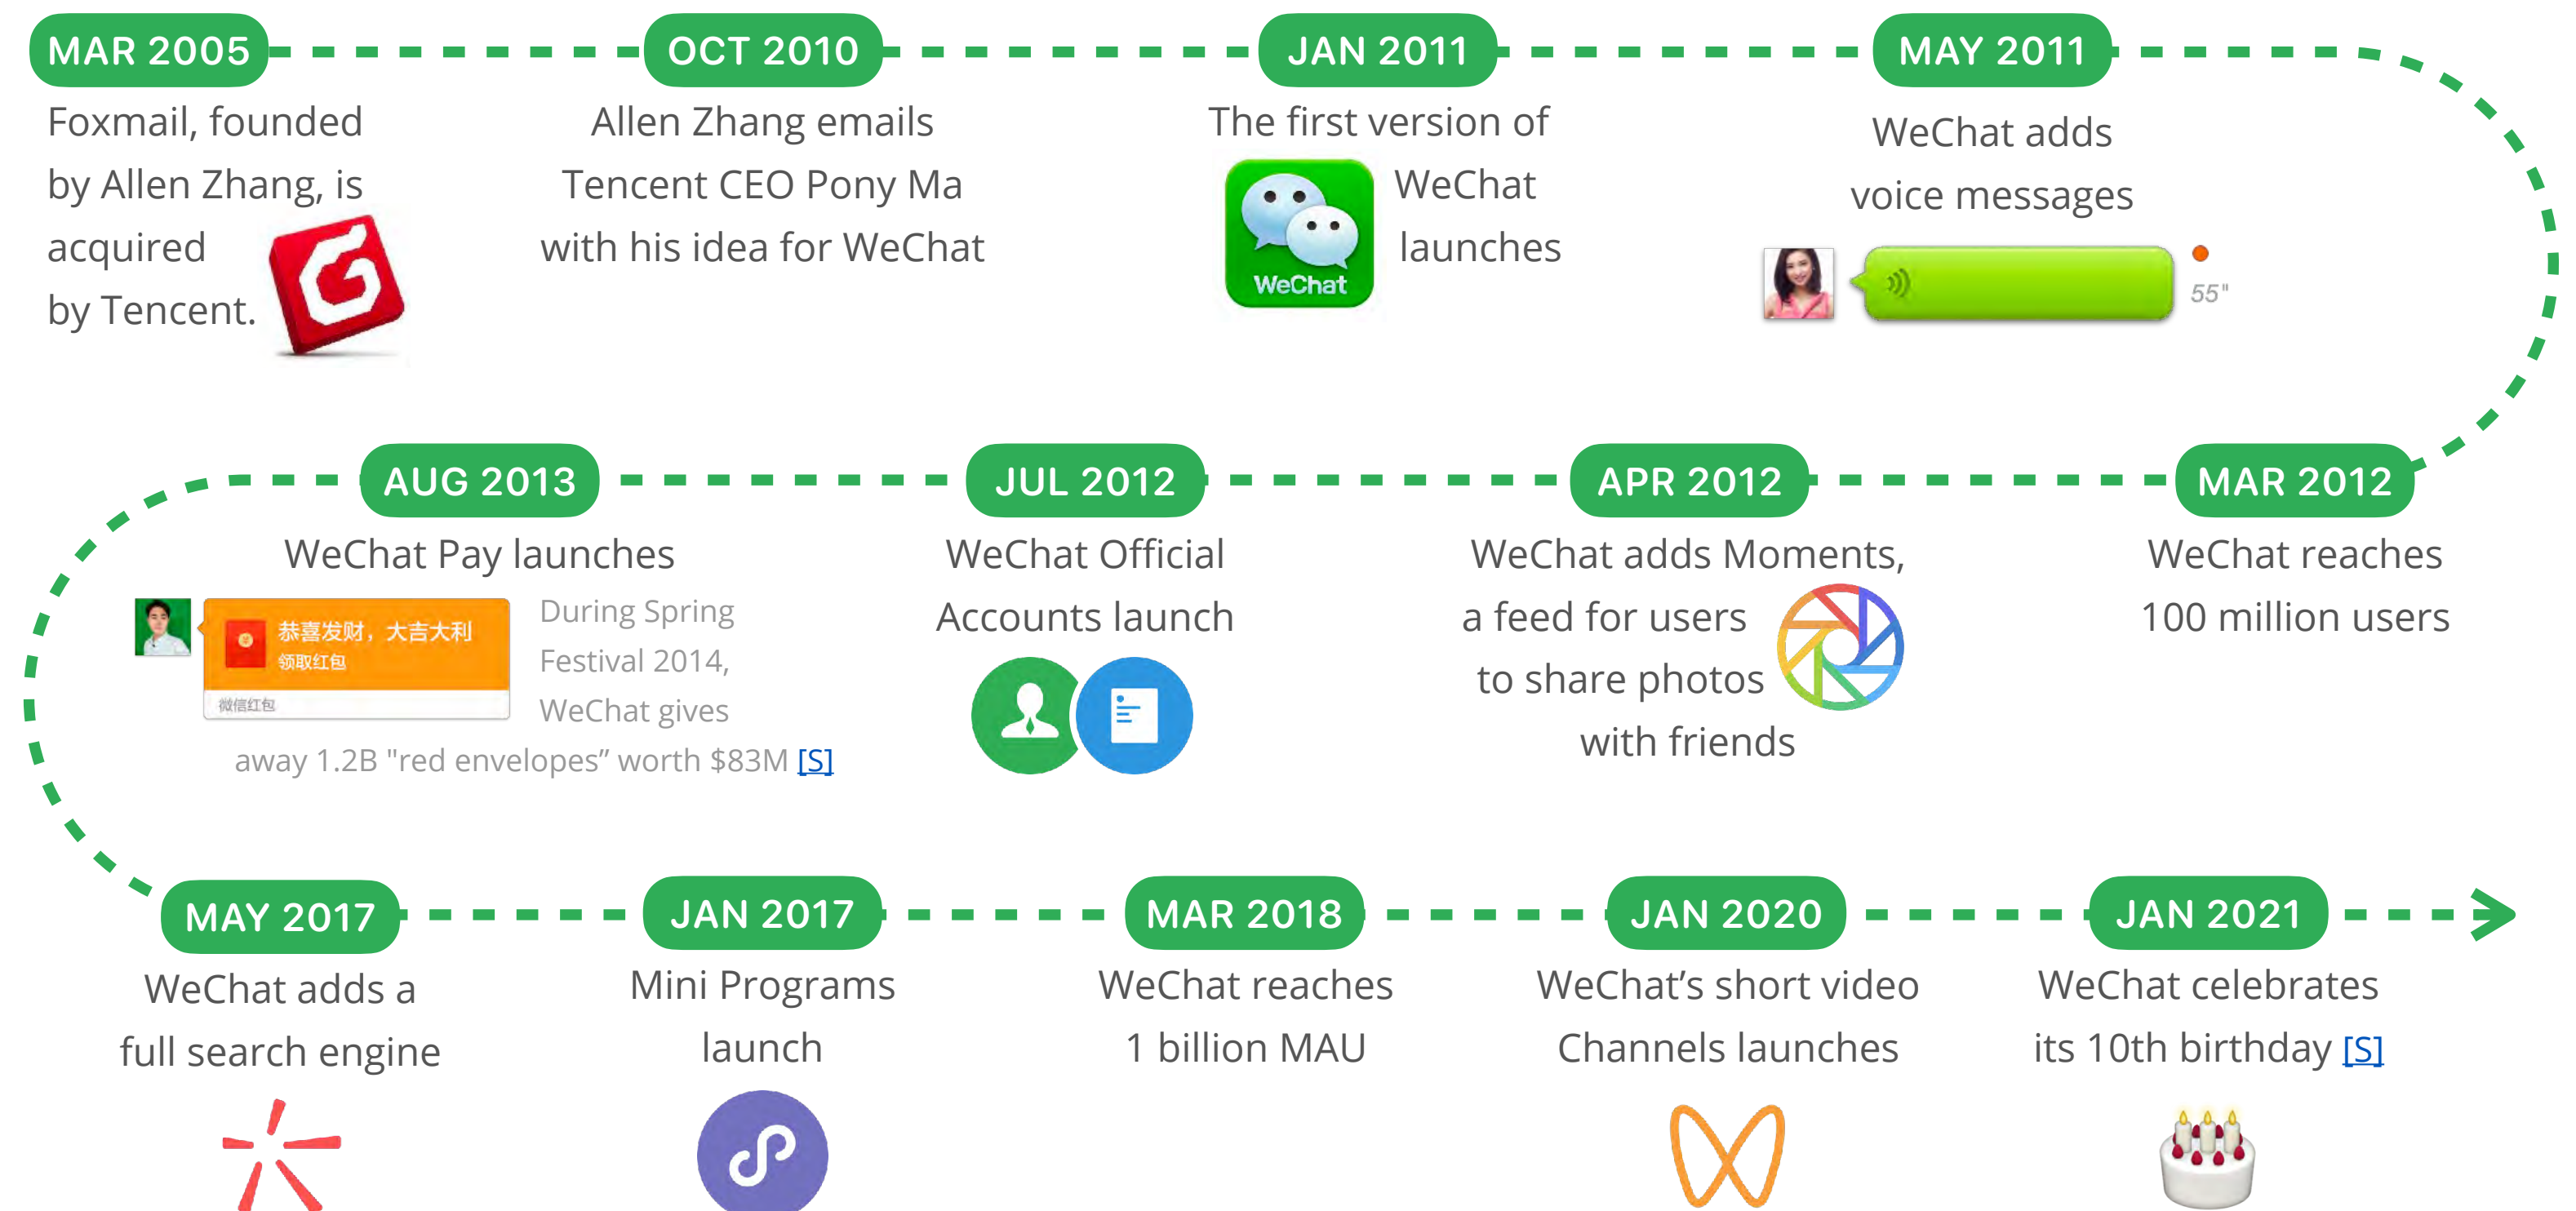 MAR 2005
Foxmail, founded
by Allen Zhang, is
acquired
by Tencent.
OCT 2010
Allen Zhang emails
Tencent CEO Pony Ma
with his idea for WeChat
JAN 2011
The first version of
WeChat
launches
WeChat
MAY 2011
WeChat adds
voice messages
55"
MAR 2012
WeChat reaches
100 million users
APR 2012
WeChat adds Moments,
a feed for users
to share photos
with friends
JUL 2012
WeChat Official
Accounts launch
AUG 2013
WeChat Pay launches
恭喜发财，大吉大利
领取红包
微信红包
During Spring
Festival 2014,
WeChat gives
away 1.2B "red envelopes” worth $83M [S]
MAY 2017
WeChat adds a
full search engine
JAN 2017
Mini Programs
launch
MAR 2018
WeChat reaches
1 billion MAU
JAN 2020
WeChat’s short video
Channels launches
JAN 2021
WeChat celebrates
its 10th birthday [S]